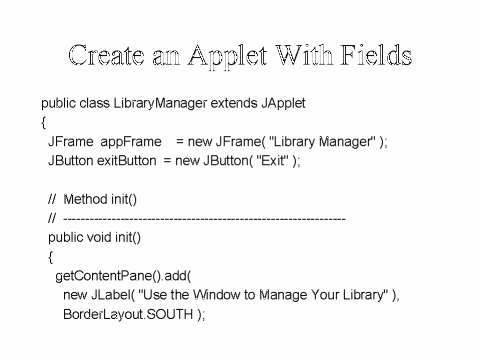 Create an Applet With Fields
public class LibraryManager extends JApplet
{
JFrame appFrame = new JFrame( "Library Manager" );
JButton exitButton = new JButton( "Exit" );
// Method init()
// ----------------------------------------------------------------
public void init()
{
getContentPane().add(
new JLabel( "Use the Window to Manage Your Library" ),
BorderLayout.SOUTH );